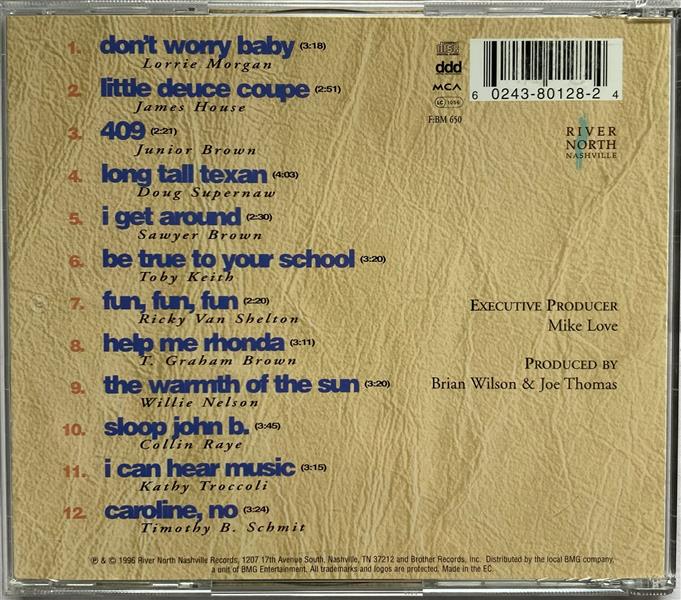 1. don't worry baby (3:18)
Lorrie Morgan
2. little deuce coupe (2:51)
James House
3. 409 (2:21)
Junior Brown
4. long tall texan (4:03)
Doug Supernaw
5. i get around (2:30)
Sawyer Brown
6. be true to your school (3:20)
Toby Keith
7. fun, fun, fun (2:20)
Ricky Van Shelton
8. help me rhonda (3:11)
T. Graham Brown
9. the warmth of the sun (3:20)
Willie Nelson
10. sloop john b. (3:45)
Collin Raye
11. i can hear music (3:15)
Kathy Troccoli
12. caroline, no (3:24)
Timothy B. Schmit
ddd
MCA
LC 1056
F:BM 650
6 0243-80128-2 4
RIVER
NORTH
NASHVILLE
EXECUTIVE PRODUCER
Mike Love
PRODUCED BY
Brian Wilson & Joe Thomas
℗ & © 1996 River North Nashville Records, 1207 17th Avenue South, Nashville, TN 37212 and Brother Records, Inc. Distributed by the local BMG company,
a unit of BMG Entertainment. All trademarks and logos are protected. Made in the EC.